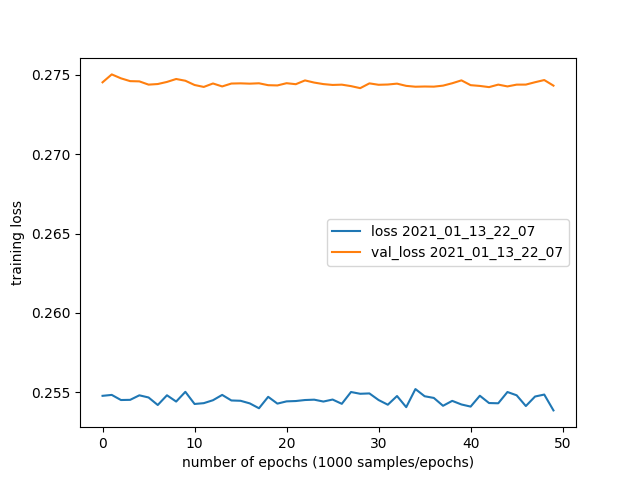 0.275
0.270
0.265
0.260
0.255
training loss
loss 2021_01_13_22_07
val_loss 2021_01_13_22_07
0 10 20 30 40 50
number of epochs (1000 samples/epochs)